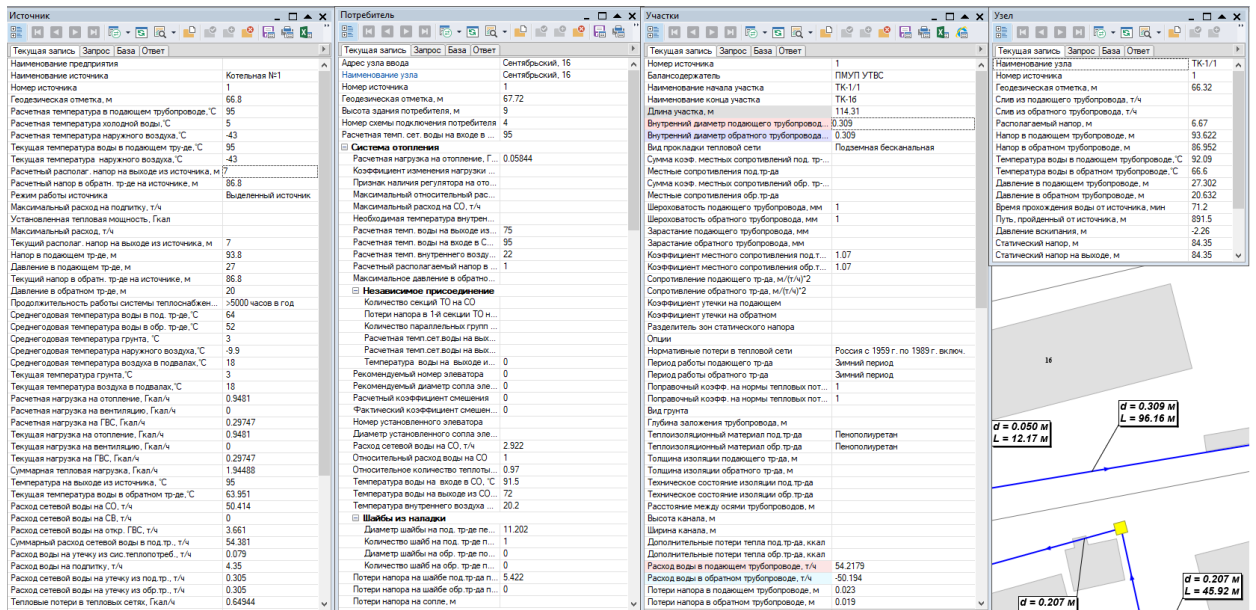 Источник
Текущая запись Запрос База Ответ
Наименование предприятия
Наименование источника Котельная №1
Номер источника 1
Геодезическая отметка, м 66.8
Расчетная температура в подающем трубопроводе,°C 95
Расчетная температура холодной воды,°C 5
Расчетная температура наружного воздуха,°C -43
Текущая температура воды в подающем тру-де,°C 95
Текущая температура наружного воздуха,°C -43
Расчетный располаг. напор на выходе из источника, м 7
Расчетный напор в обратн. тр-де на источнике, м 86.8
Режим работы источника Выделенный источник
Максимальный расход на подпитку, т/ч
Установленная тепловая мощность, Гкал
Максимальный расход, т/ч
Текущий располаг. напор на выходе из источника, м 7
Напор в подающем тр-де, м 93.8
Давление в подающем тр-де, м 27
Текущий напор в обратн. тр-де на источнике, м 86.8
Давление в обратном тр-де, м 20
Продолжительность работы системы теплоснабжен... >5000 часов в год
Среднегодовая температура воды в под. тр-де,°C 64
Среднегодовая температура воды в обр. тр-де,°C 52
Среднегодовая температура грунта,°C 3
Среднегодовая температура наружного воздуха,°C -9.9
Среднегодовая температура воздуха в подвалах,°C 18
Текущая температура грунта,°C 3
Текущая температура воздуха в подвалах,°C 18
Расчетная нагрузка на отопление, Гкал/ч 0.9481
Расчетная нагрузка на вентиляцию, Гкал/ч 0
Расчетная нагрузка на ГВС, Гкал/ч 0.29747
Текущая нагрузка на отопление, Гкал/ч 0.9481
Текущая нагрузка на вентиляцию, Гкал/ч 0
Текущая нагрузка на ГВС, Гкал/ч 0.29747
Суммарная тепловая нагрузка, Гкал/ч 1.94488
Температура на выходе из источника,°C 95
Текущая температура воды в обратном тр-де,°C 63.951
Расход сетевой воды на СО, т/ч 50.414
Расход сетевой воды на СВ, т/ч 0
Расход сетевой воды на откр. ГВС, т/ч 3.661
Суммарный расход сетевой воды в под.тр., т/ч 54.381
Расход воды на утечку из сис.теплопотреб., т/ч 0.079
Расход воды на подпитку, т/ч 4.35
Расход сетевой воды на утечку из под.тр., т/ч 0.305
Расход сетевой воды на утечку из обр.тр., т/ч 0.305
Тепловые потери в тепловых сетях, Гкал/ч 0.64944
Потребитель
Текущая запись Запрос База Ответ
Адрес узла ввода Сентябрьский, 16
Наименование узла Сентябрьский, 16
Номер источника 1
Геодезическая отметка, м 67.72
Высота здания потребителя, м 9
Номер схемы подключения потребителя 4
Расчетная темп. сет. воды на входе в ... 95
Система отопления
Расчетная нагрузка на отопление, Г... 0.05844
Коэффициент изменения нагрузки ...
Признак наличия регулятора на ото...
Максимальный относительный рас...
Максимальный расход на СО, т/ч
Необходимая температура внутрен...
Расчетная темп. воды на выходе из... 75
Расчетная темп. воды на входе в С... 95
Расчетная темп. внутреннего возду... 22
Расчетный располагаемый напор в ... 1
Максимальное давление в обратно...
Независимое присоединение
Количество секций ТО на СО
Потери напора в 1-й секции ТО н...
Количество параллельных групп ...
Расчетная темп.сет.воды на вых...
Расчетная темп.сет.воды на вых...
Температура воды на выходе и... 0
Рекомендуемый номер элеватора 0
Рекомендуемый диаметр сопла эле... 0
Расчетный коэффициент смешения 0
Фактический коэффициент смешен... 0
Номер установленного элеватора
Диаметр установленного сопла эле...
Расход сетевой воды на СО, т/ч 2.922
Относительный расход воды на СО 1
Относительное количество теплоты... 0.97
Температура воды на входе в СО,°C 91.5
Температура воды на выходе из СО... 72
Температура внутреннего воздуха ... 20.2
Шайбы из наладки
Диаметр шайбы на под. тр-де пе... 11.202
Количество шайб на под. тр-де п... 1
Диаметр шайбы на обр. тр-де по... 0
Количество шайб на обр. тр-де п... 0
Потери напора на шайбе под.тр-да п... 5.422
Потери напора на шайбе обр.тр-да п... 0
Потери напора на сопле, м
Участки
Текущая запись Запрос База Ответ
Номер источника 1
Балансодержатель ПМУП УТВС
Наименование начала участка ТК-1/1
Наименование конца участка ТК-16
Длина участка, м 114.31
Внутренний диаметр подающего трубопровод... 0.309
Внутренний диаметр обратного трубопровода... 0.309
Вид прокладки тепловой сети Подземная бесканальная
Сумма коэф. местных сопротивлений под. тр-...
Местные сопротивления под.тр-да
Сумма коэф. местных сопротивлений обр. тр-...
Местные сопротивления обр.тр-да
Шероховатость подающего трубопровода, мм 1
Шероховатость обратного трубопровода, мм 1
Зарастание подающего трубопровода, мм
Зарастание обратного трубопровода, мм
Коэффициент местного сопротивления под.т... 1.07
Коэффициент местного сопротивления обр.т... 1.07
Сопротивление подающего тр-да, м/(т/ч)^2
Сопротивление обратного тр-да, м/(т/ч)^2
Коэффициент утечки на подающем
Коэффициент утечки на обратном
Разделитель зон статического напора
Опции
Нормативные потери в тепловой сети Россия с 1959 г. по 1989 г. включ.
Период работы подающего тр-да Зимний период
Период работы обратного тр-да Зимний период
Поправочный коэфф. на нормы тепловых пот... 1
Поправочный коэфф. на нормы тепловых пот... 1
Вид грунта
Глубина заложения трубопровода, м
Теплоизоляционный материал под.тр-да Пенополиуретан
Теплоизоляционный материал обр.тр-да Пенополиуретан
Толщина изоляции подающего тр-да, м
Толщина изоляции обратного тр-да, м
Техническое состояние изоляции под.тр-да
Техническое состояние изоляции обр.тр-да
Расстояние между осями трубопроводов, м
Высота канала, м
Ширина канала, м
Дополнительные потери тепла под.тр-да, ккал
Дополнительные потери тепла обр.тр-да, ккал
Расход воды в подающем трубопроводе, т/ч 54.2179
Расход воды в обратном трубопроводе, т/ч -50.194
Потери напора в подающем трубопроводе, м 0.023
Потери напора в обратном трубопроводе, м 0.019
Узел
Текущая запись Запрос База Ответ
Наименование узла ТК-1/1
Номер источника 1
Геодезическая отметка, м 66.32
Слив из подающего трубопровода, т/ч
Слив из обратного трубопровода, т/ч
Располагаемый напор, м 6.67
Напор в подающем трубопроводе, м 93.622
Напор в обратном трубопроводе, м 86.952
Температура воды в подающем трубопроводе,°C 92.09
Температура воды в обратном трубопроводе,°C 66.6
Давление в подающем трубопроводе, м 27.302
Давление в обратном трубопроводе, м 20.632
Время прохождения воды от источника, мин 71.2
Путь, пройденный от источника, м 891.5
Давление вскипания, м -2.26
Статический напор, м 84.35
Статический напор на выходе, м 84.35
16
d = 0.309 м
L = 96.16 м
d = 0.050 м
L = 12.17 м
d = 0.207 м
L = 45.92 м
d = 0.207 м